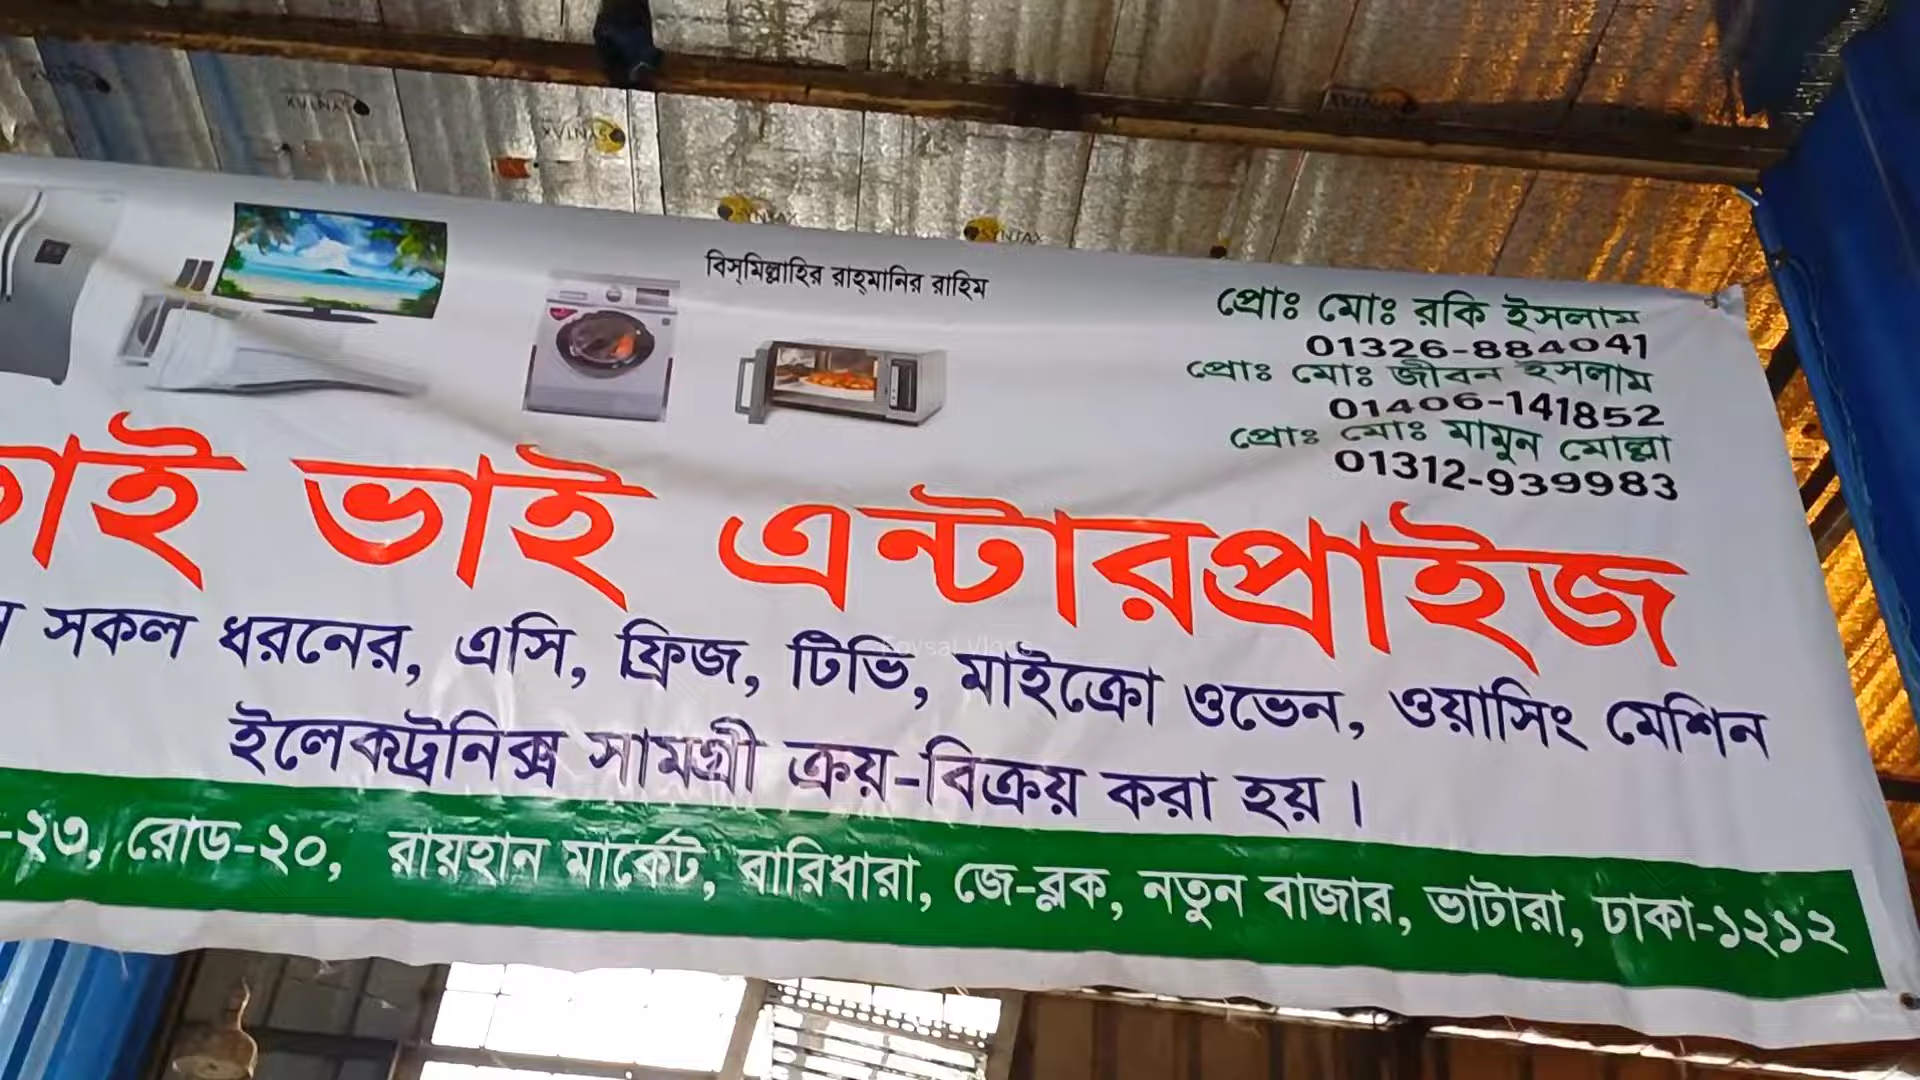 বিস্‌মিল্লাহির রাহ্‌মানির রাহিম
প্রোঃ মোঃ রকি ইসলাম
01326-884041
প্রোঃ মোঃ জীবন ইসলাম
01406-141852
প্রোঃ মোঃ মামুন মোল্লা
01312-939983
ভাই এন্টারপ্রাইজ
সকল ধরনের, এসি, ফ্রিজ, টিভি, মাইক্রো ওভেন, ওয়াসিং মেশিন
ইলেকট্রনিক্স সামগ্রী ক্রয়-বিক্রয় করা হয় ।
-২৩, রোড-২০, রায়হান মার্কেট, বারিধারা, জে-ব্লক, নতুন বাজার, ভাটারা, ঢাকা-১২১২